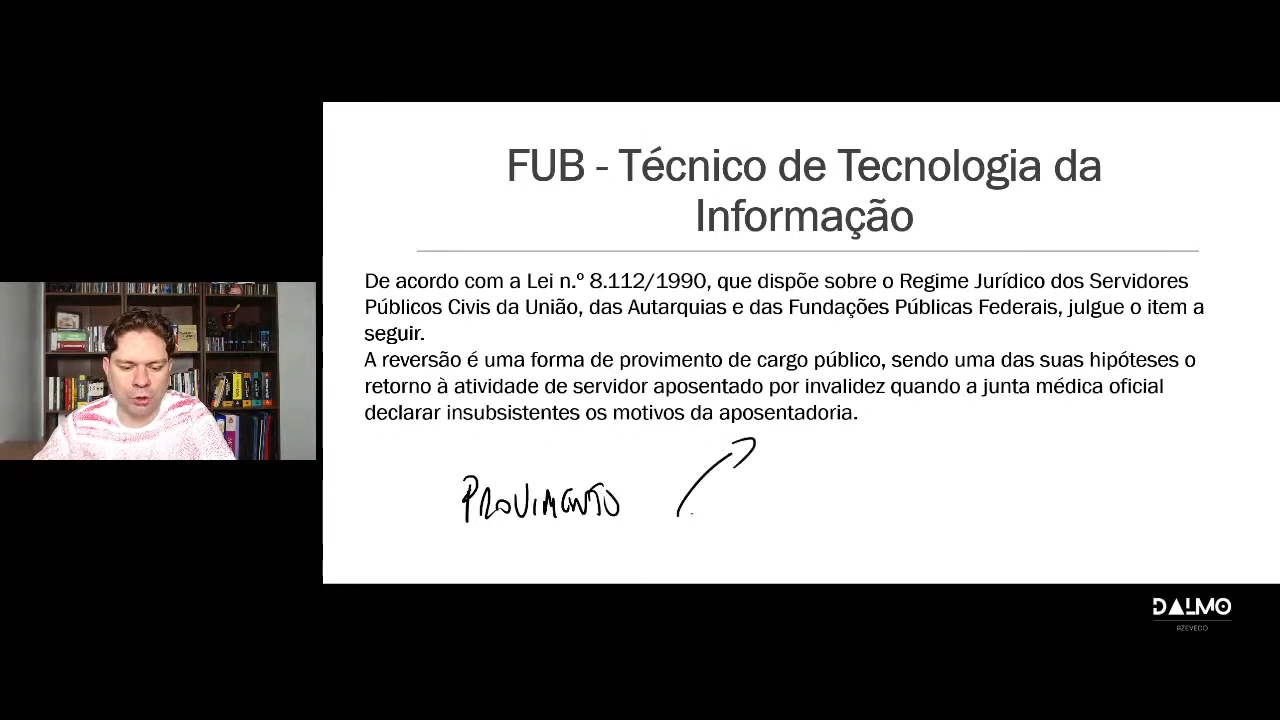 FUB - Técnico de Tecnologia da
Informação
De acordo com a Lei n.º 8.112/1990, que dispõe sobre o Regime Jurídico dos Servidores
Públicos Civis da União, das Autarquias e das Fundações Públicas Federais, julgue o item a
seguir.
A reversão é uma forma de provimento de cargo público, sendo uma das suas hipóteses o
retorno à atividade de servidor aposentado por invalidez quando a junta médica oficial
declarar insubsistentes os motivos da aposentadoria.
PROVIMENTO
DALMO
AZEVEDO